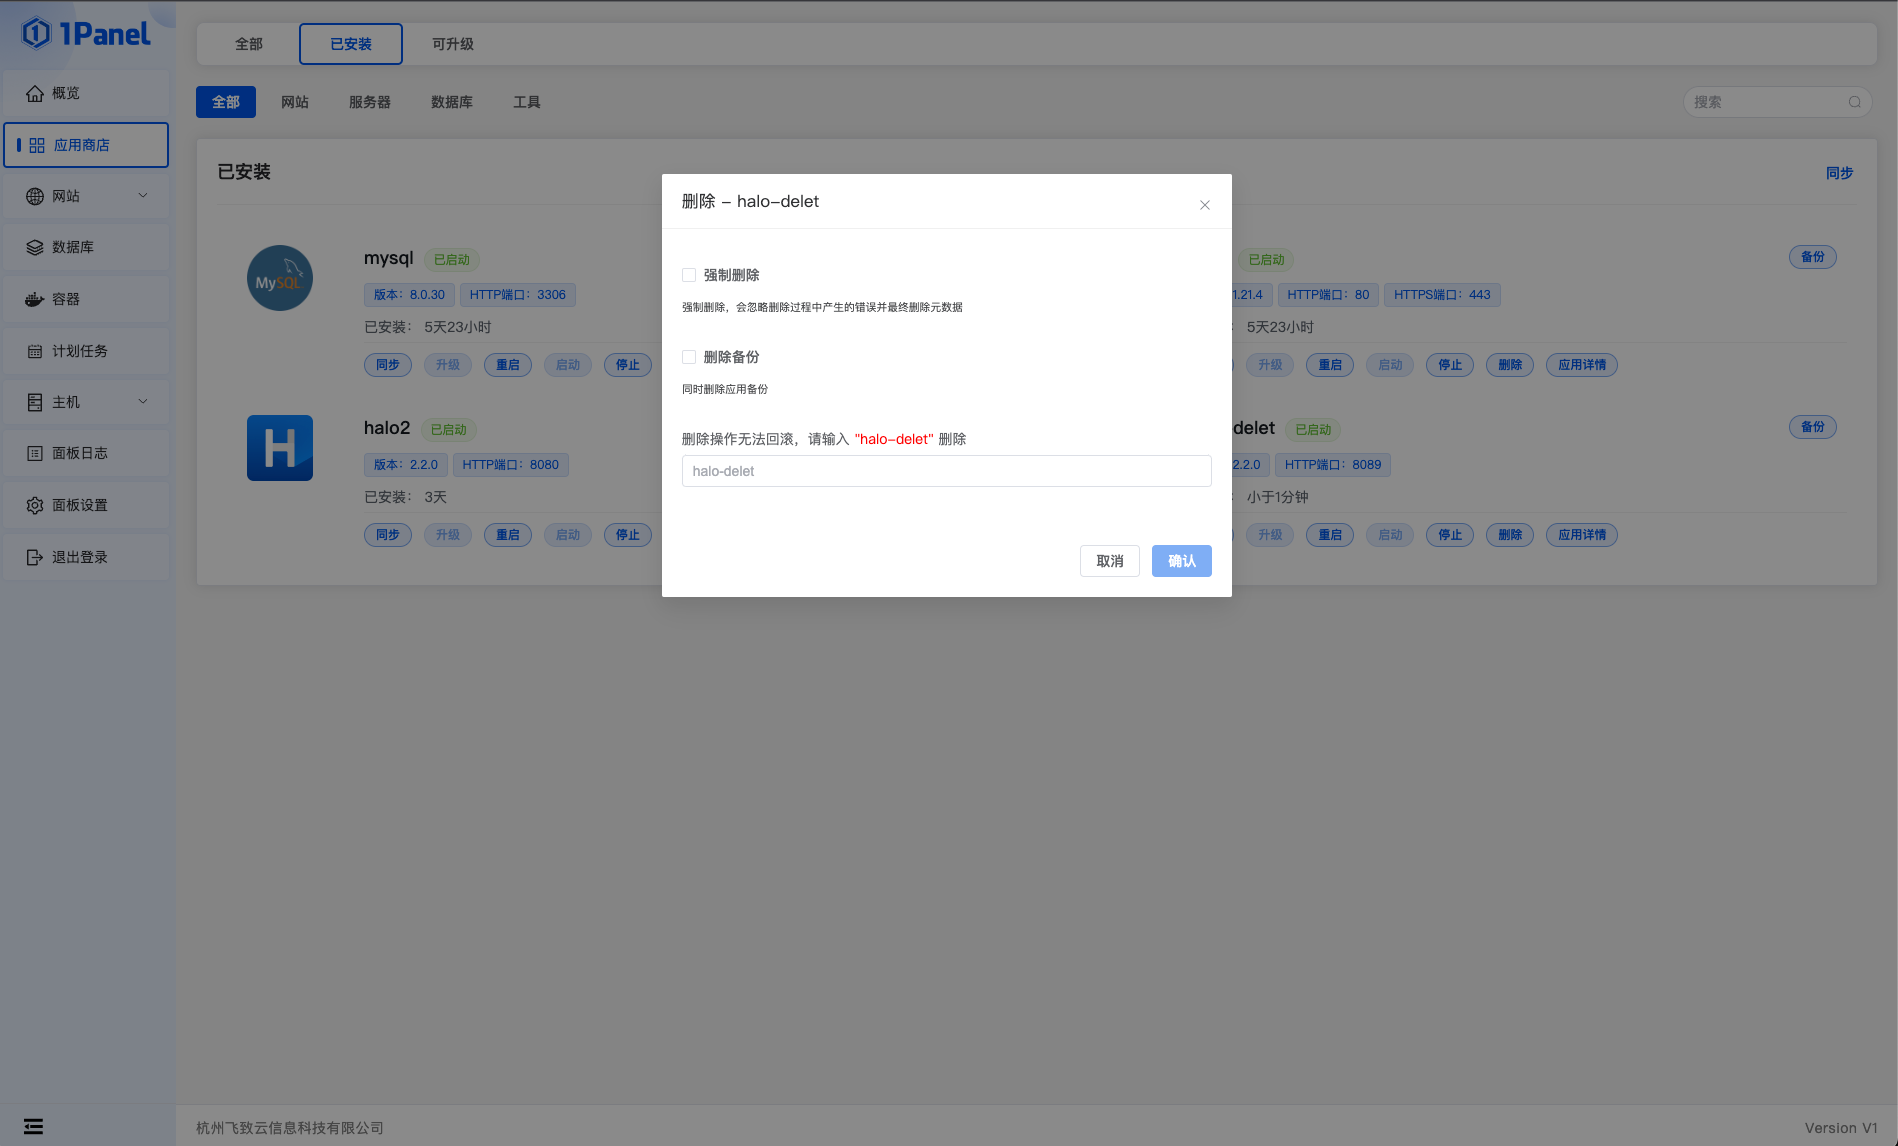 1Panel
概览
应用商店
网站
数据库
容器
计划任务
主机
面板日志
面板设置
退出登录
全部 已安装 可升级
全部 网站 服务器 数据库 工具 搜索
已安装 同步
mysql 已启动
版本：8.0.30 HTTP端口：3306
已安装： 5天23小时
同步 升级 重启 启动 停止
MySQL
已启动 备份
1.21.4 HTTP端口：80 HTTPS端口：443
： 5天23小时
升级 重启 启动 停止 删除 应用详情
halo2 已启动
版本：2.2.0 HTTP端口：8080
已安装： 3天
同步 升级 重启 启动 停止
H
delet 已启动 备份
2.2.0 HTTP端口：8089
： 小于1分钟
升级 重启 启动 停止 删除 应用详情
删除 - halo-delet
强制删除
强制删除，会忽略删除过程中产生的错误并最终删除元数据
删除备份
同时删除应用备份
删除操作无法回滚，请输入 "halo-delet" 删除
halo-delet
取消 确认
杭州飞致云信息科技有限公司 Version V1